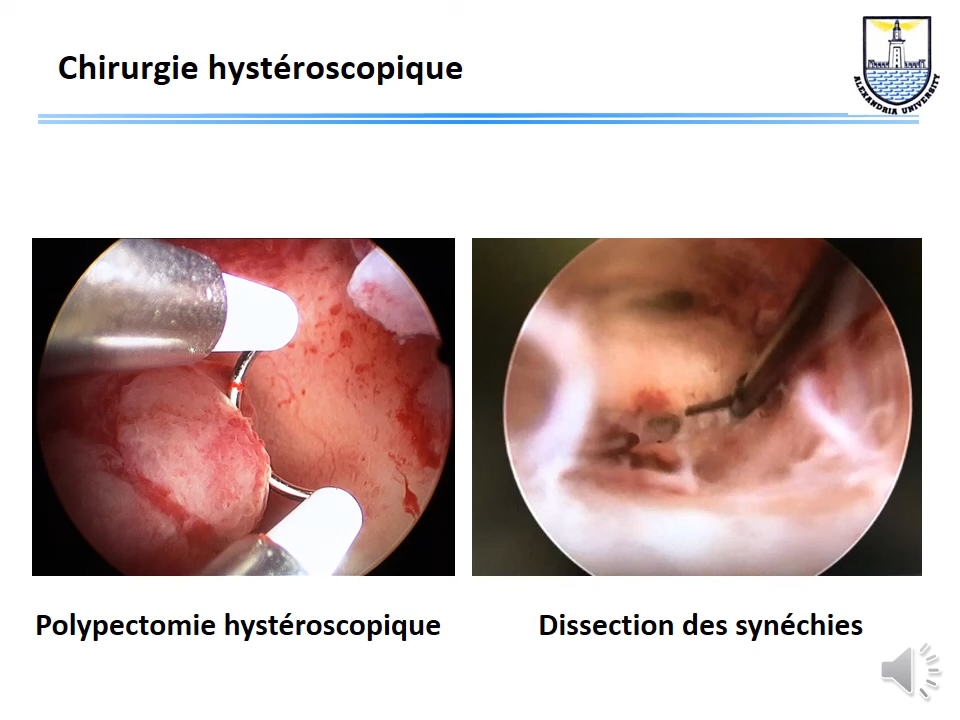 Chirurgie hystéroscopique
ALEXANDRIA UNIVERSITY
Polypectomie hystéroscopique
Dissection des synéchies